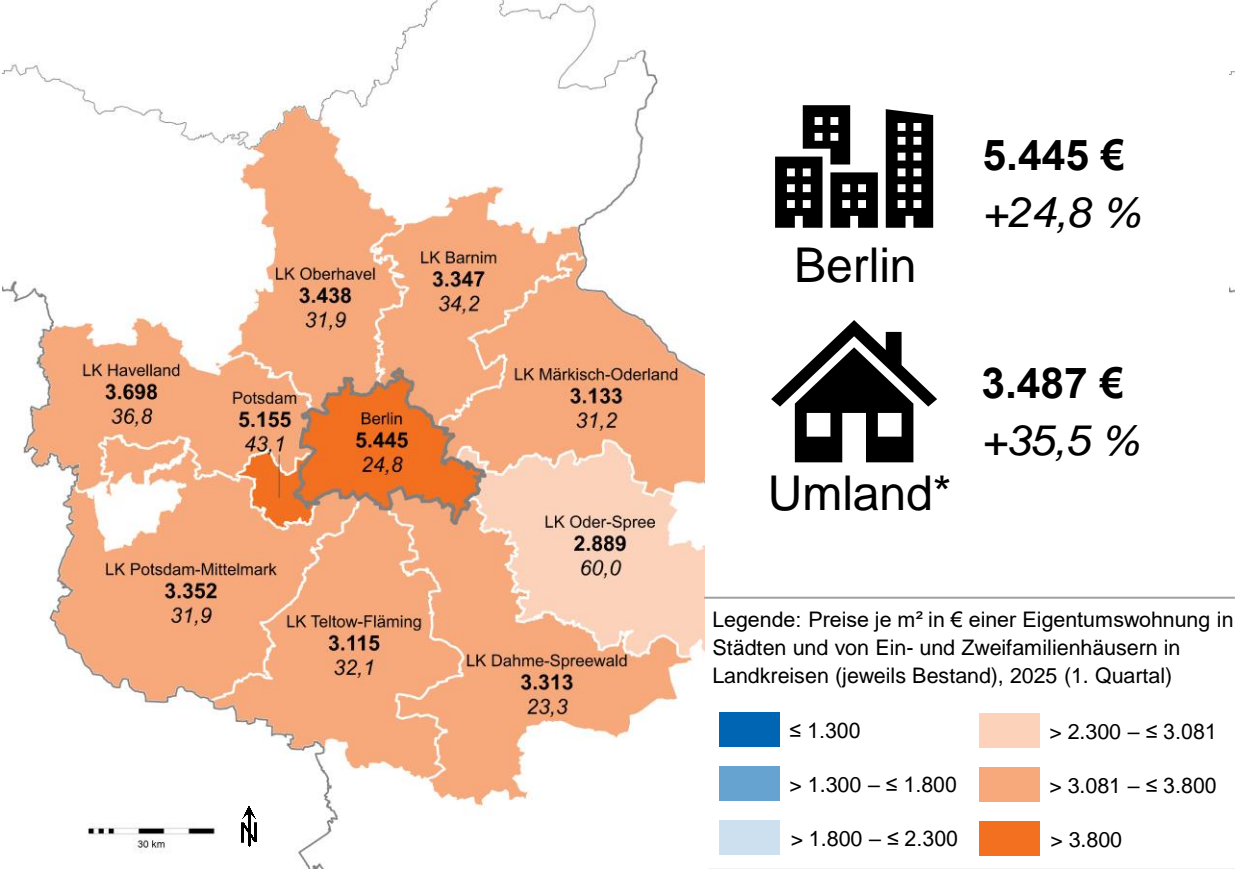 LK Oberhavel
3.438
31,9
LK Barnim
3.347
34,2
LK Havelland
3.698
36,8
Potsdam
5.155
43,1
Berlin
5.445
24,8
LK Märkisch-Oderland
3.133
31,2
LK Oder-Spree
2.889
60,0
LK Potsdam-Mittelmark
3.352
31,9
LK Teltow-Fläming
3.115
32,1
LK Dahme-Spreewald
3.313
23,3
30 km
N
5.445 €
+24,8 %
Berlin
3.487 €
+35,5 %
Umland*
Legende: Preise je m² in € einer Eigentumswohnung in
Städten und von Ein- und Zweifamilienhäusern in
Landkreisen (jeweils Bestand), 2025 (1. Quartal)
≤ 1.300
> 1.300 – ≤ 1.800
> 1.800 – ≤ 2.300
> 2.300 – ≤ 3.081
> 3.081 – ≤ 3.800
> 3.800